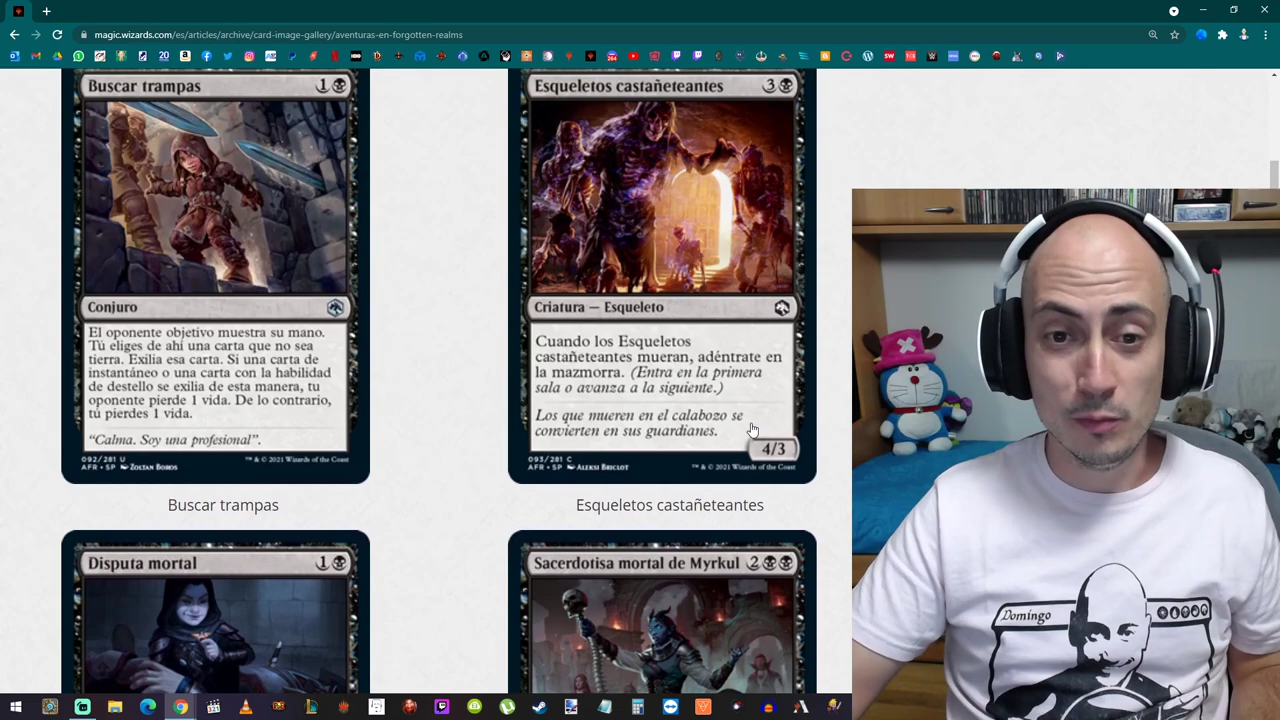 magic.wizards.com/es/articles/archive/card-image-gallery/aventuras-en-forgotten-realms
Buscar trampas 1
Conjuro
El oponente objetivo muestra su mano.
Tú eliges de ahí una carta que no sea
tierra. Exilia esa carta. Si una carta de
instantáneo o una carta con la habilidad
de destello se exilia de esta manera, tu
oponente pierde 1 vida. De lo contrario,
tú pierdes 1 vida.
“Calma. Soy una profesional”.
092/281 U
AFR • SP ZOLTAN BOROS
™ & © 2021 Wizards of the Coast
Buscar trampas
Esqueletos castañeteantes 3
Criatura — Esqueleto
Cuando los Esqueletos
castañeteantes mueran, adéntrate en
la mazmorra. (Entra en la primera
sala o avanza a la siguiente.)
Los que mueren en el calabozo se
convierten en sus guardianes.
4/3
093/281 C
AFR • SP ALEKSI BRICLOT
™ & © 2021 Wizards of the Coast
Esqueletos castañeteantes
Disputa mortal 1
Sacerdotisa mortal de Myrkul 2
Domingo